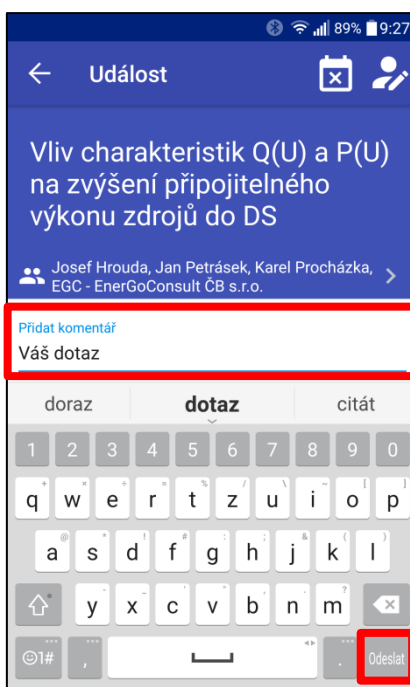 89% 9:27
Událost
Vliv charakteristik Q(U) a P(U)
na zvýšení připojitelného
výkonu zdrojů do DS
Josef Hrouda, Jan Petrásek, Karel Procházka,
EGC - EnerGoConsult ČB s.r.o.
Přidat komentář
Váš dotaz
doraz dotaz citát
1 2 3 4 5 6 7 8 9 0
q w e r t z u i o p
a s d f g h j k l
y x c v b n m
☺1# , . Odeslat